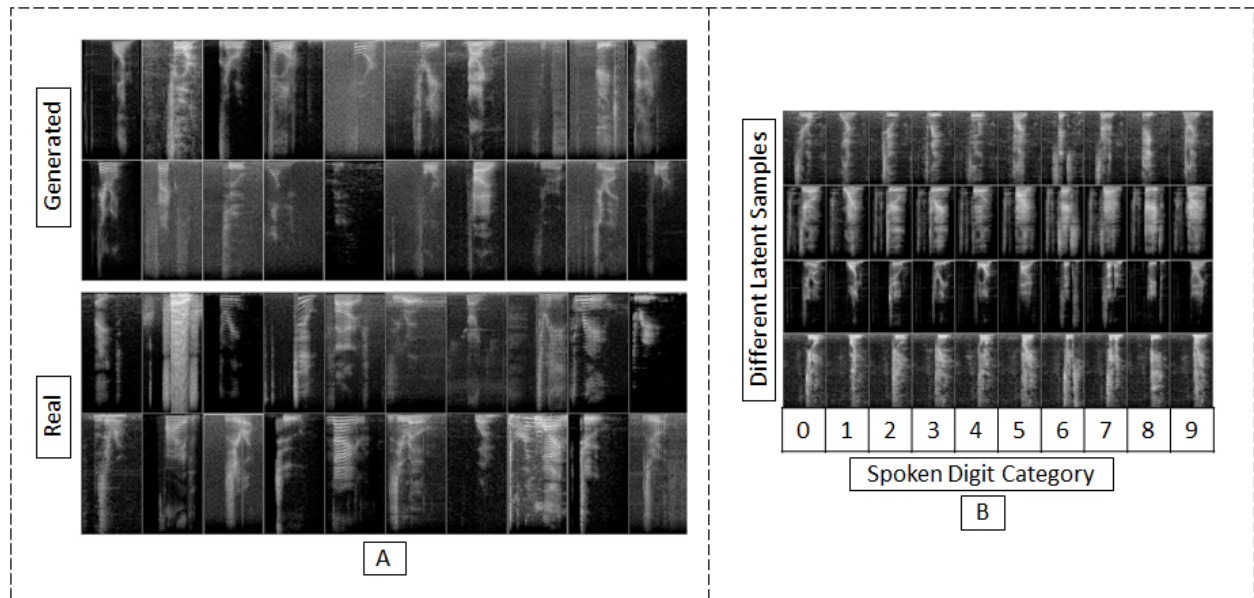 Generated
Real
A
Different Latent Samples
0 1 2 3 4 5 6 7 8 9
Spoken Digit Category
B